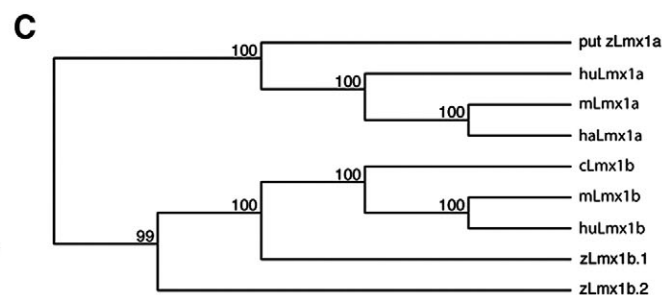 C
100 put zLmx1a
100 huLmx1a
100 mLmx1a
haLmx1a
100 cLmx1b
100 100 mLmx1b
huLmx1b
99 zLmx1b.1
zLmx1b.2